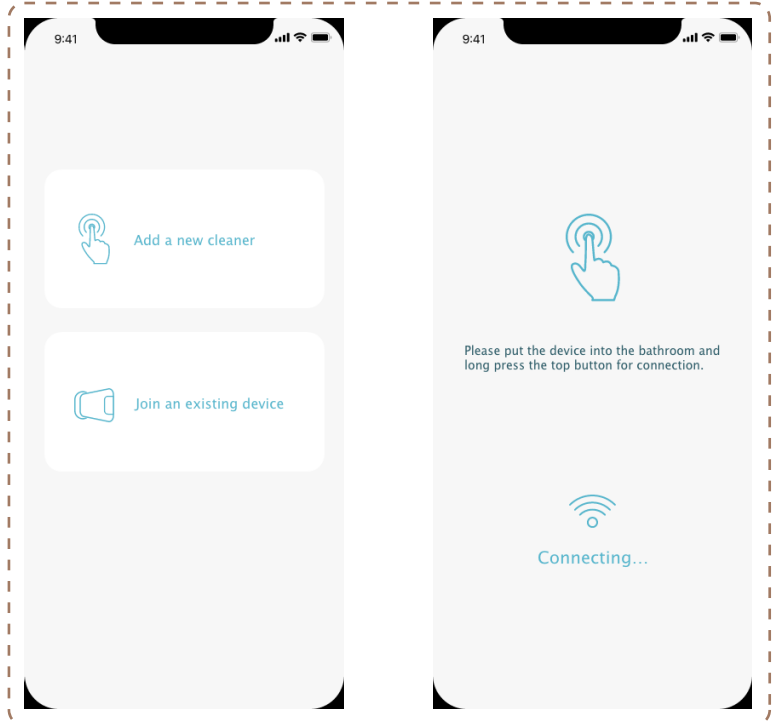 9:41
Add a new cleaner
Join an existing device
9:41
Please put the device into the bathroom and
long press the top button for connection.
Connecting...